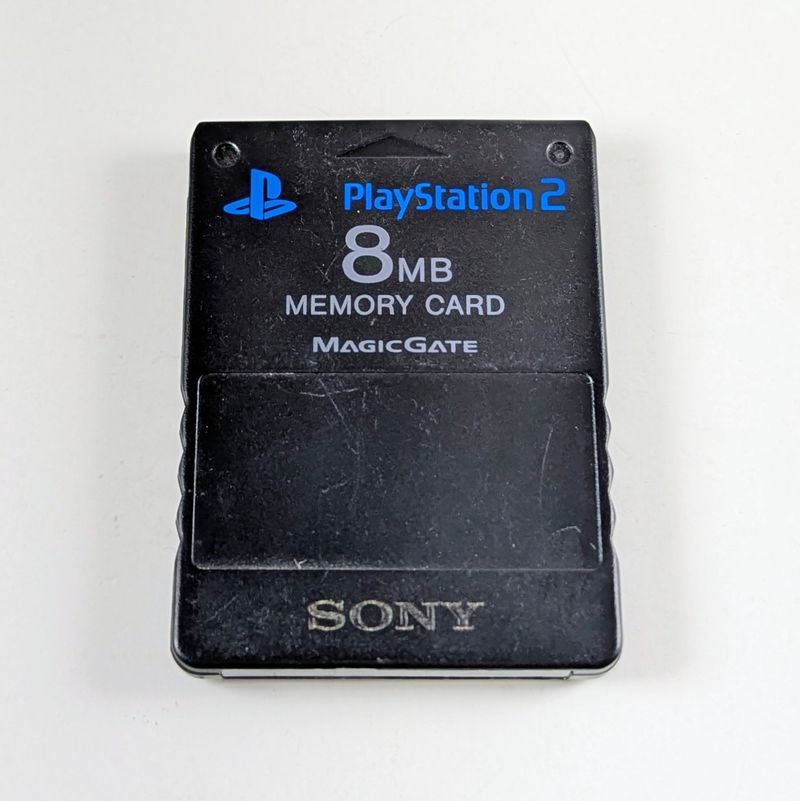 PlayStation 2
8MB
MEMORY CARD
MAGICGATE
SONY